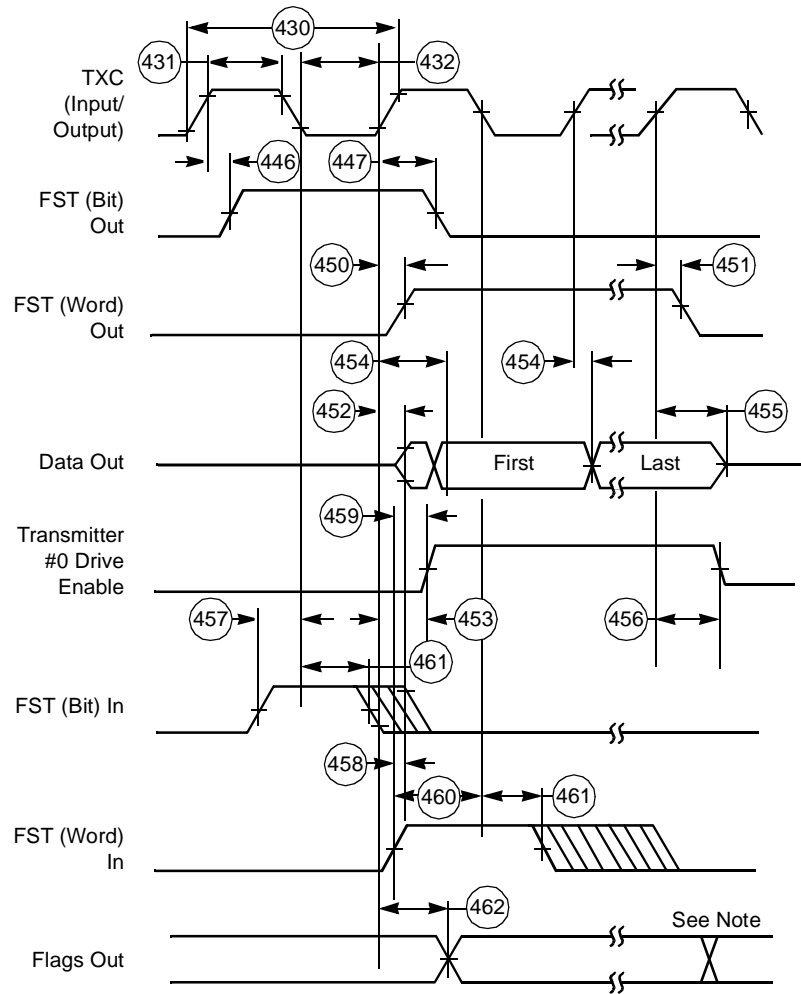 430
431
432
TXC
(Input/
Output)
446
447
FST (Bit)
Out
450
451
FST (Word)
Out
454
454
452
455
Data Out
First
Last
459
Transmitter
#0 Drive
Enable
457
453
456
461
FST (Bit) In
458
460
461
FST (Word)
In
462
See Note
Flags Out